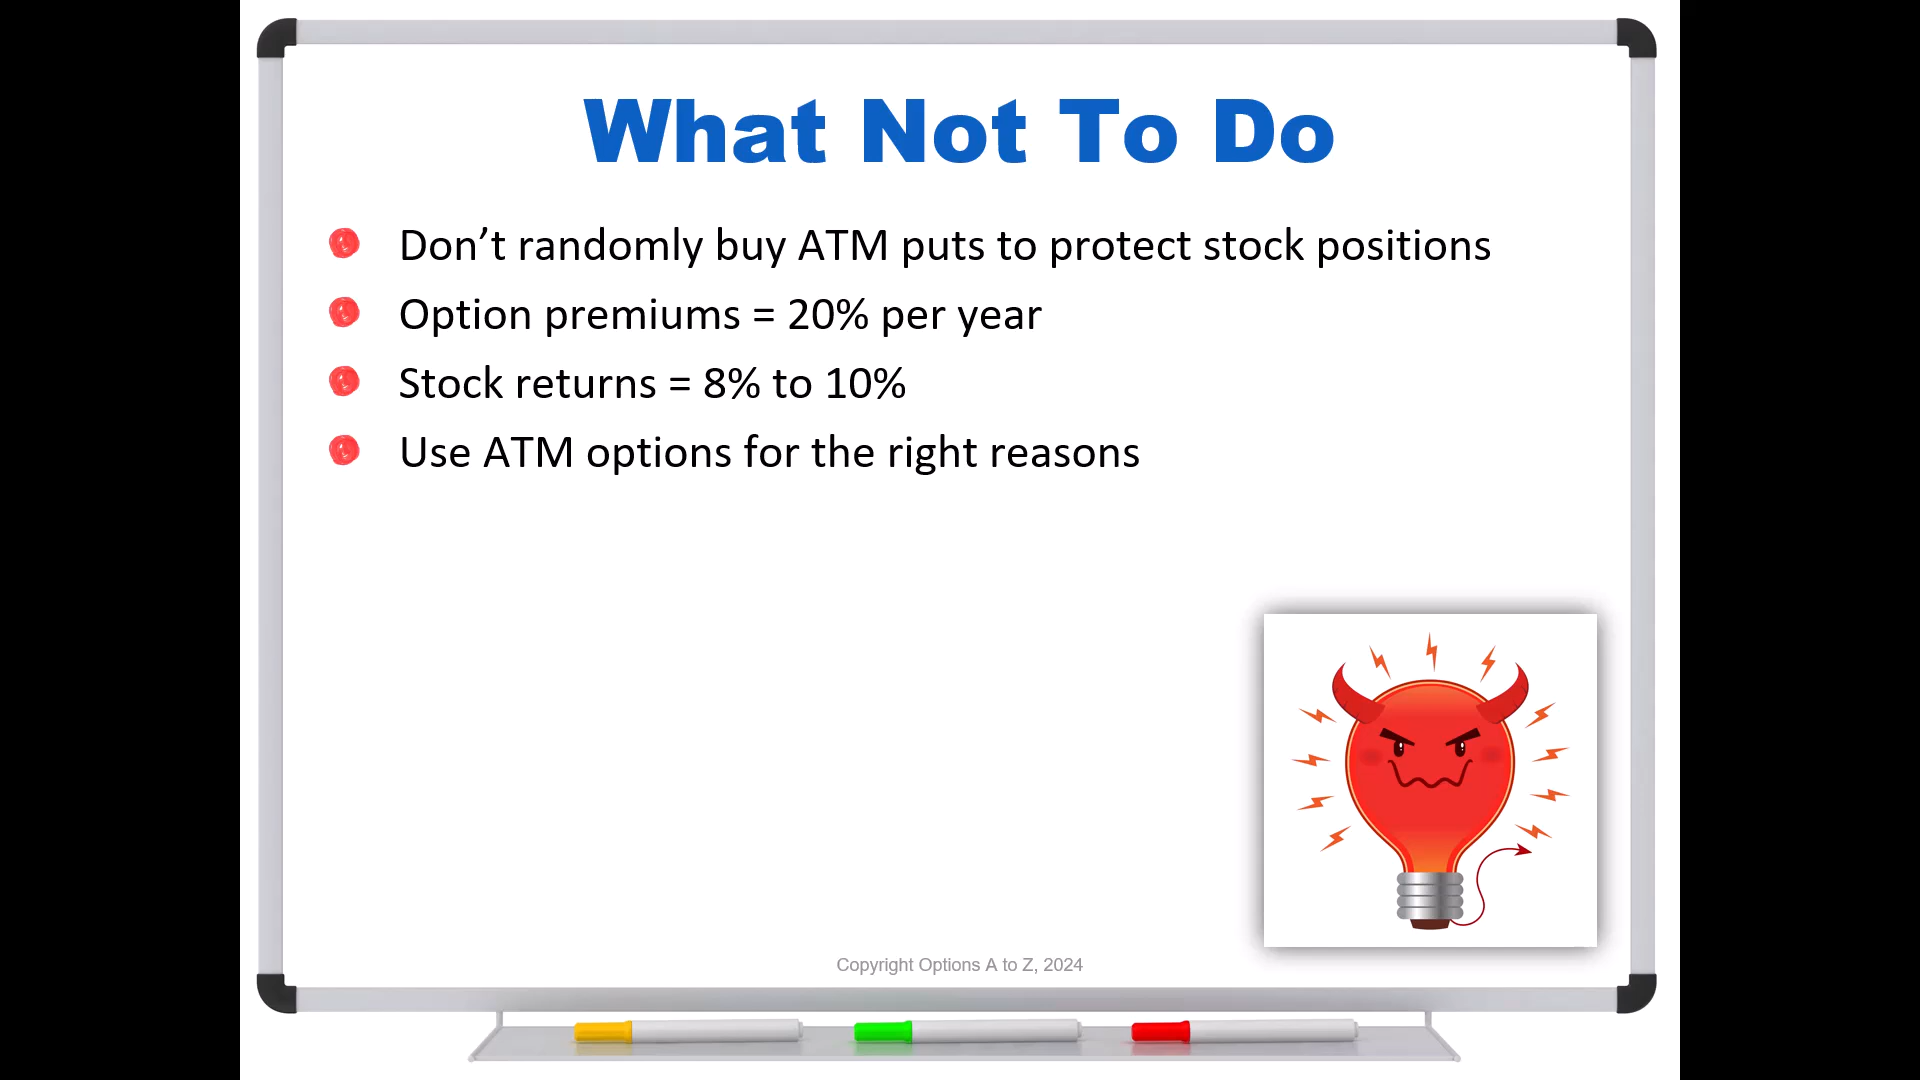 What Not To Do
Don’t randomly buy ATM puts to protect stock positions
Option premiums = 20% per year
Stock returns = 8% to 10%
Use ATM options for the right reasons
Copyright Options A to Z, 2024